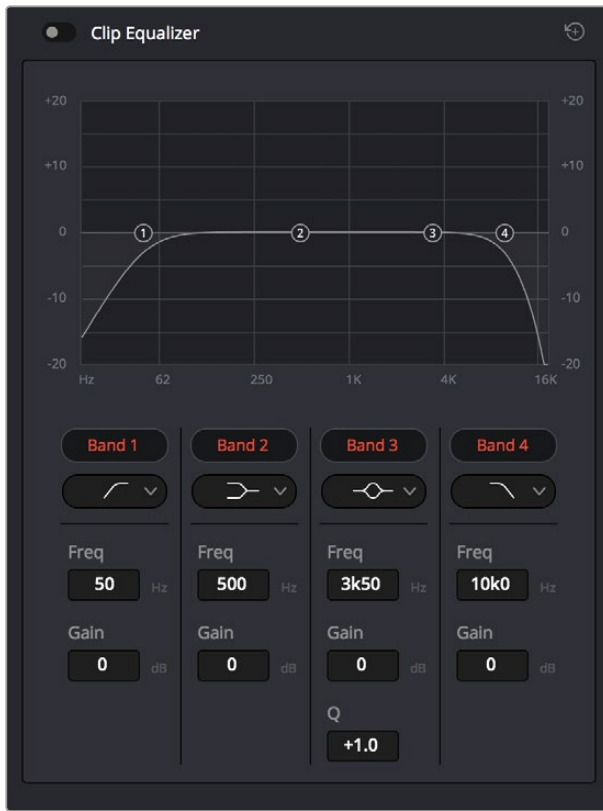 Clip Equalizer
+20 +20
+10 +10
0 1 2 3 4 0
-10 -10
-20 -20
Hz 62 250 1K 4K 16K
Band 1 Band 2 Band 3 Band 4
Freq Freq Freq Freq
50 Hz 500 Hz 3k50 Hz 10k0 Hz
Gain Gain Gain Gain
0 dB 0 dB 0 dB 0 dB
Q
+1.0